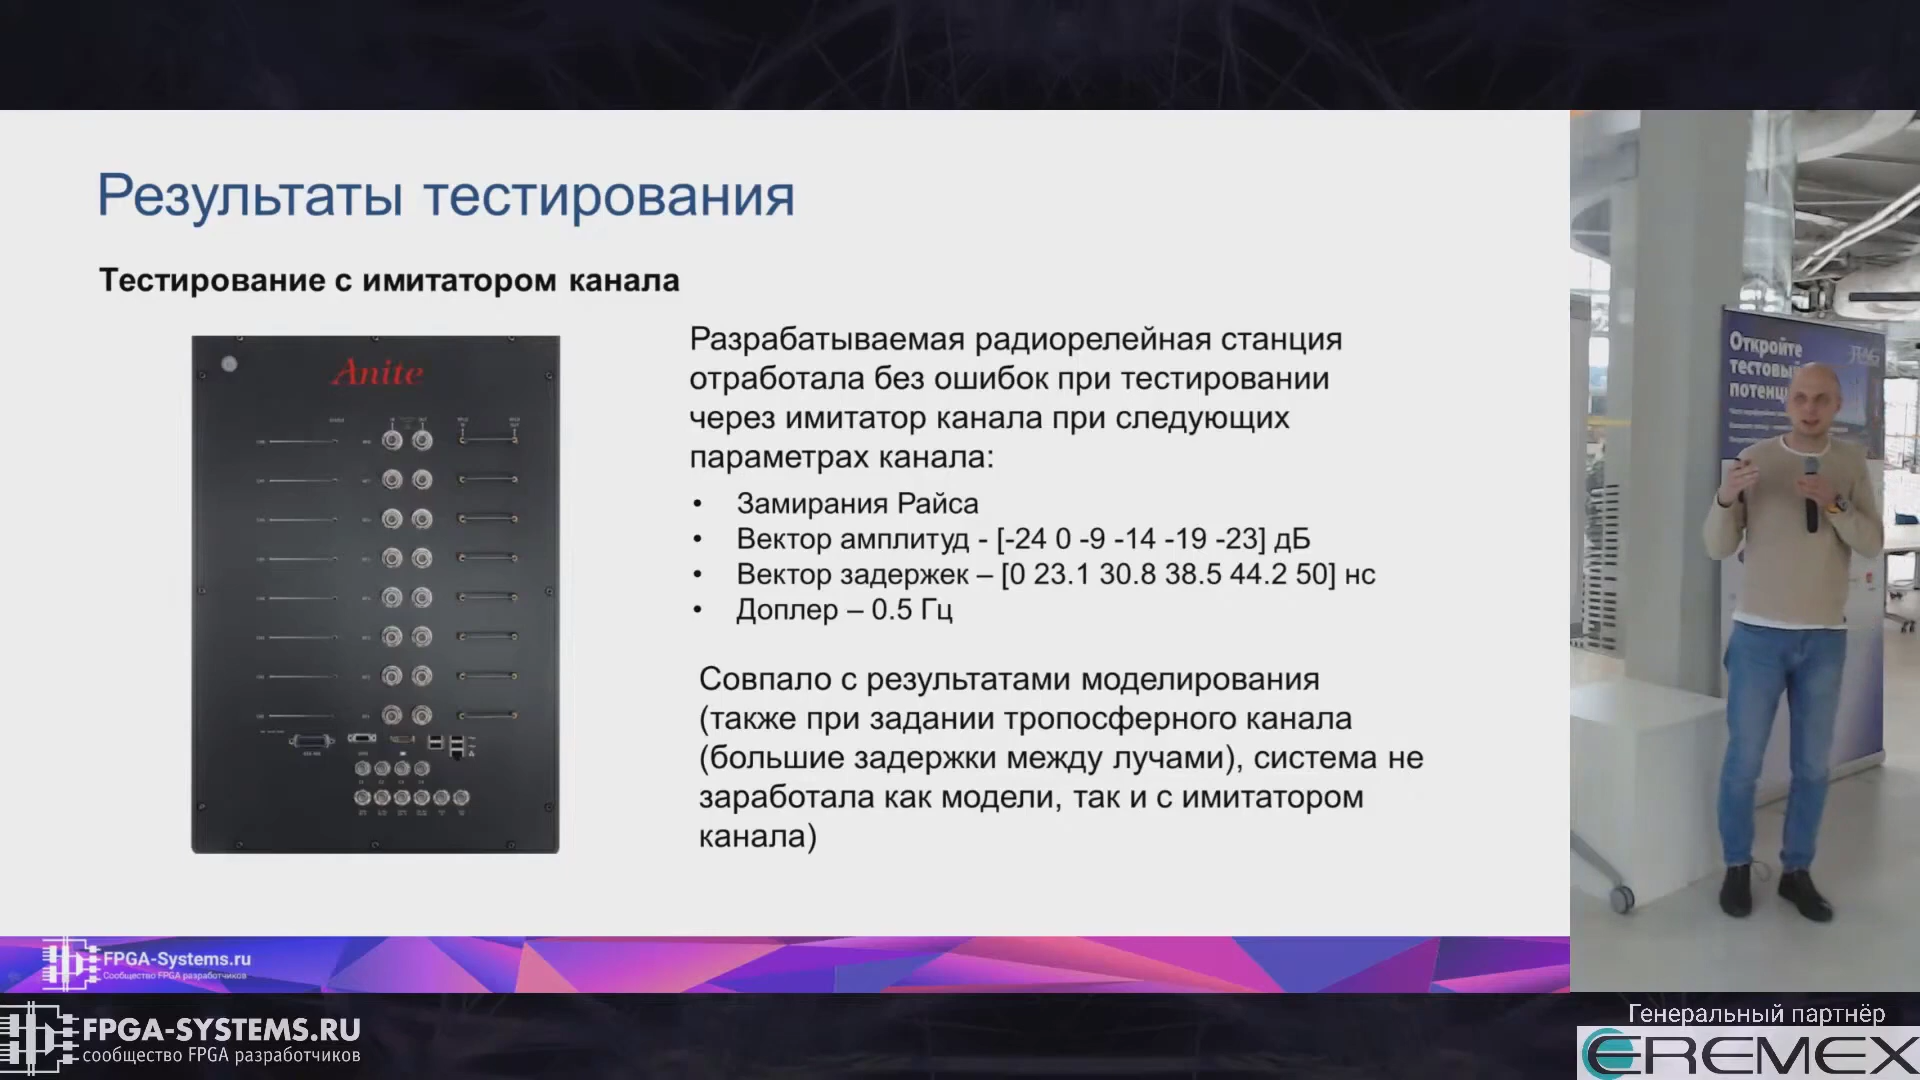 Результаты тестирования
Тестирование с имитатором канала
Anite
Разрабатываемая радиорелейная станция
отработала без ошибок при тестировании
через имитатор канала при следующих
параметрах канала:
• Замирания Райса
• Вектор амплитуд - [-24 0 -9 -14 -19 -23] дБ
• Вектор задержек – [0 23.1 30.8 38.5 44.2 50] нс
• Доплер – 0.5 Гц
Совпало с результатами моделирования
(также при задании тропосферного канала
(большие задержки между лучами), система не
заработала как модели, так и с имитатором
канала)
Откройте
тестовый
FPGA-Systems.ru
Сообщество FPGA разработчиков
FPGA-SYSTEMS.RU
сообщество FPGA разработчиков
Генеральный партнёр
EREMEX